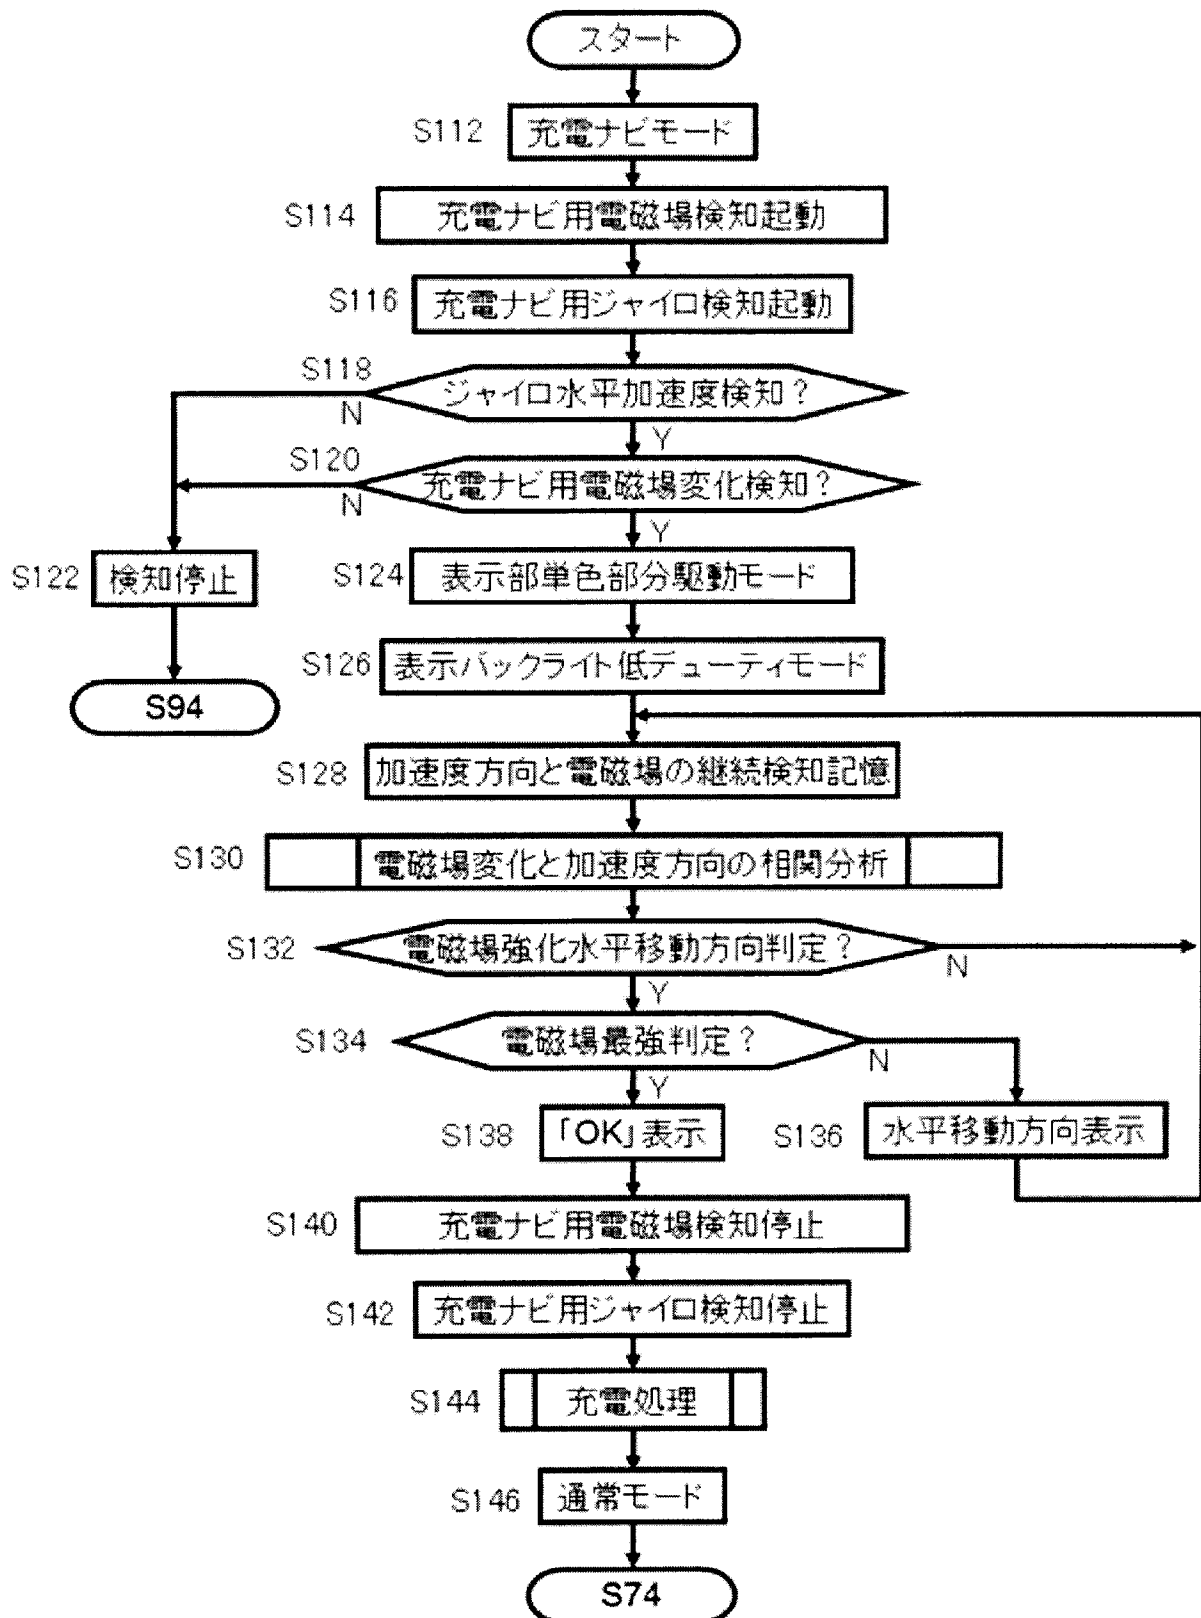 スタート
S112 充電ナビモード
S114 充電ナビ用電磁場検知起動
S116 充電ナビ用ジャイロ検知起動
S118 ジャイロ水平加速度検知?
N
Y
S120 充電ナビ用電磁場変化検知?
N
Y
S122 検知停止
S124 表示部単色部分駆動モード
S126 表示バックライト低デューティモード
S94
S128 加速度方向と電磁場の継続検知記憶
S130 電磁場変化と加速度方向の相関分析
S132 電磁場強化水平移動方向判定?
N
Y
S134 電磁場最強判定?
N
Y
S138 「OK」表示
S136 水平移動方向表示
S140 充電ナビ用電磁場検知停止
S142 充電ナビ用ジャイロ検知停止
S144 充電処理
S146 通常モード
S74